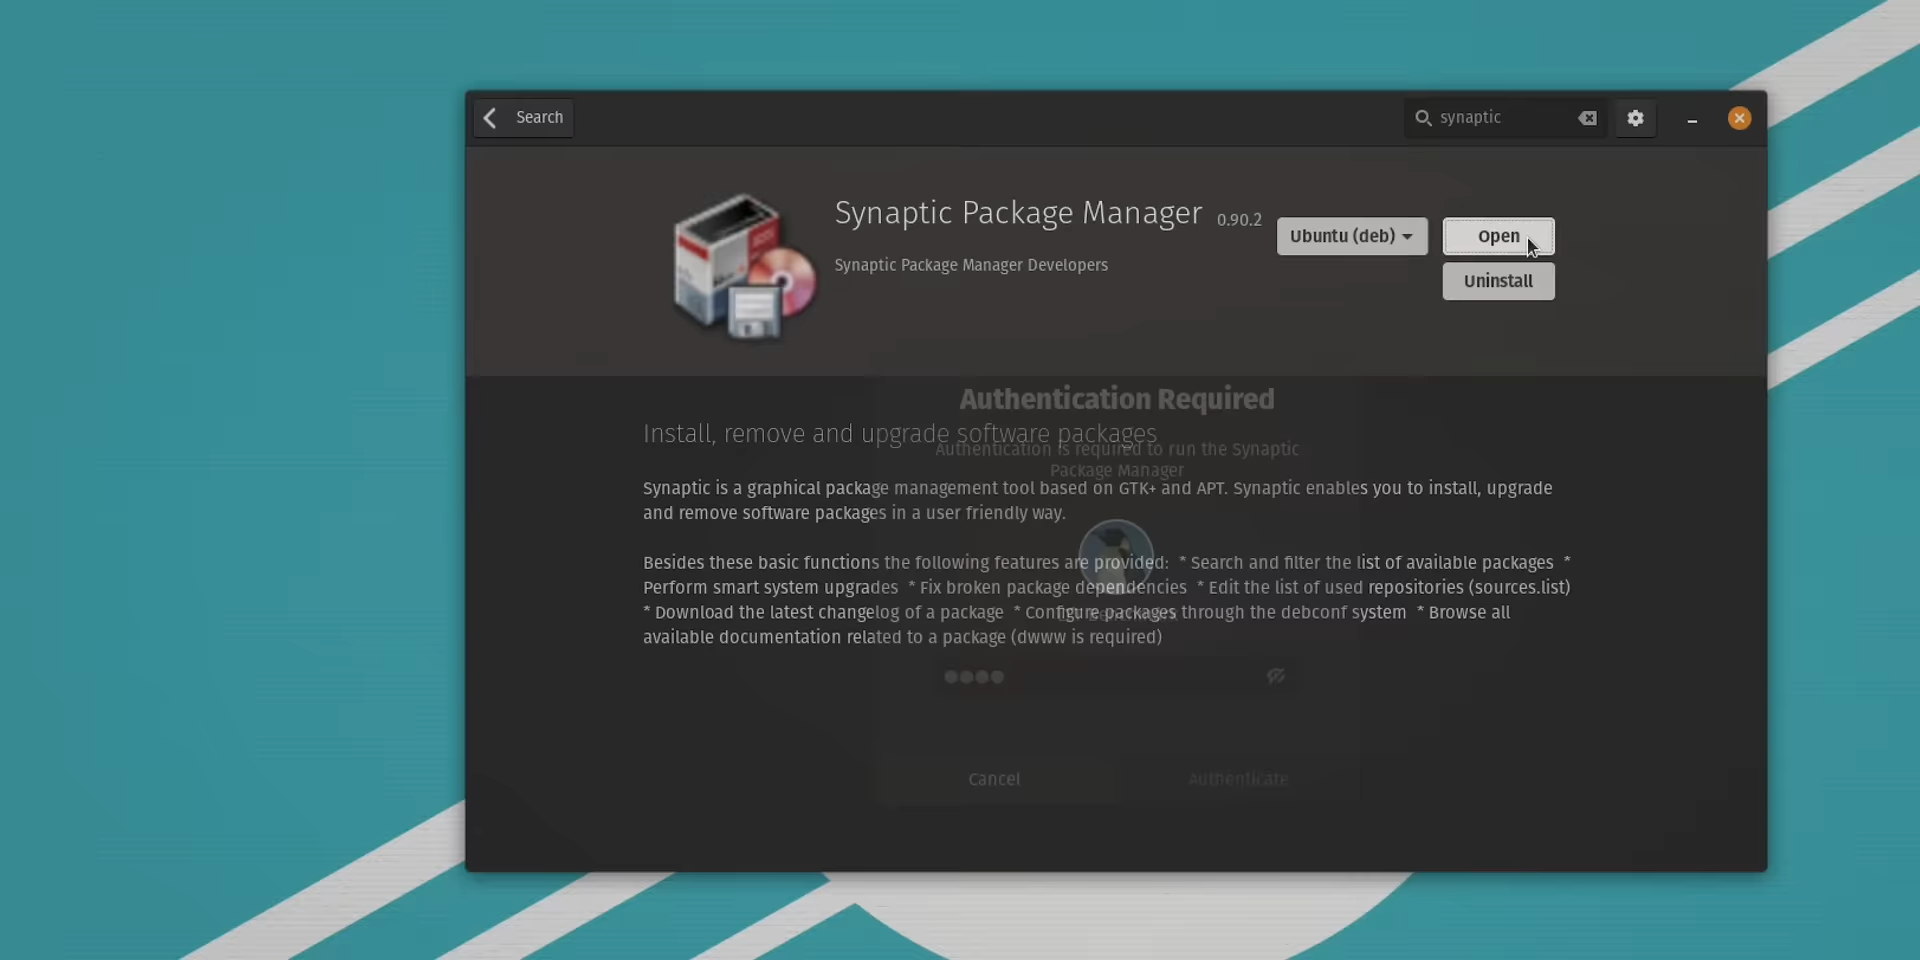 Search
synaptic
Synaptic Package Manager 0.90.2
Ubuntu (deb)
Open
Synaptic Package Manager Developers
Uninstall
Authentication Required
Install, remove and upgrade software packages
Authentication is required to run the Synaptic
Package Manager
Synaptic is a graphical package management tool based on GTK+ and APT. Synaptic enables you to install, upgrade
and remove software packages in a user friendly way.
Besides these basic functions the following features are provided: * Search and filter the list of available packages *
Perform smart system upgrades * Fix broken package dependencies * Edit the list of used repositories (sources.list)
* Download the latest changelog of a package * Configure packages through the debconf system * Browse all
available documentation related to a package (dwww is required)
Cancel
Authenticate